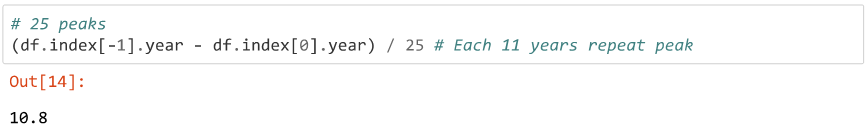 # 25 peaks
(df.index[-1].year - df.index[0].year) / 25 # Each 11 years repeat peak
Out[14]:
10.8